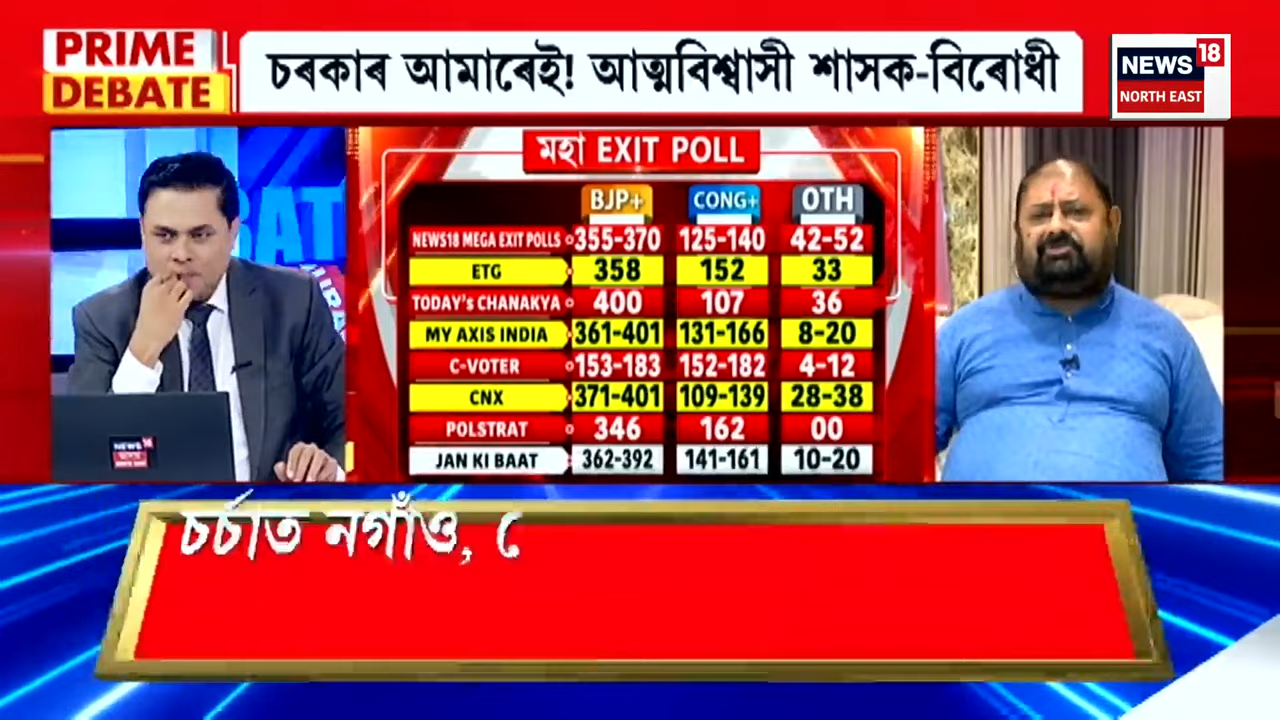 PRIME
DEBATE
চৰকাৰ আমাৰেই! আত্মবিশ্বাসী শাসক-বিৰোধী
NEWS 18
NORTH EAST
মহা EXIT POLL
BJP+ CONG+ OTH
NEWS18 MEGA EXIT POLLS 355-370 125-140 42-52
ETG 358 152 33
TODAY'S CHANAKYA 400 107 36
MY AXIS INDIA 361-401 131-166 8-20
C-VOTER 153-183 152-182 4-12
CNX 371-401 109-139 28-38
POLSTRAT 346 162 00
JAN KI BAAT 362-392 141-161 10-20
NEWS 18
চৰ্চাত নগাঁও,